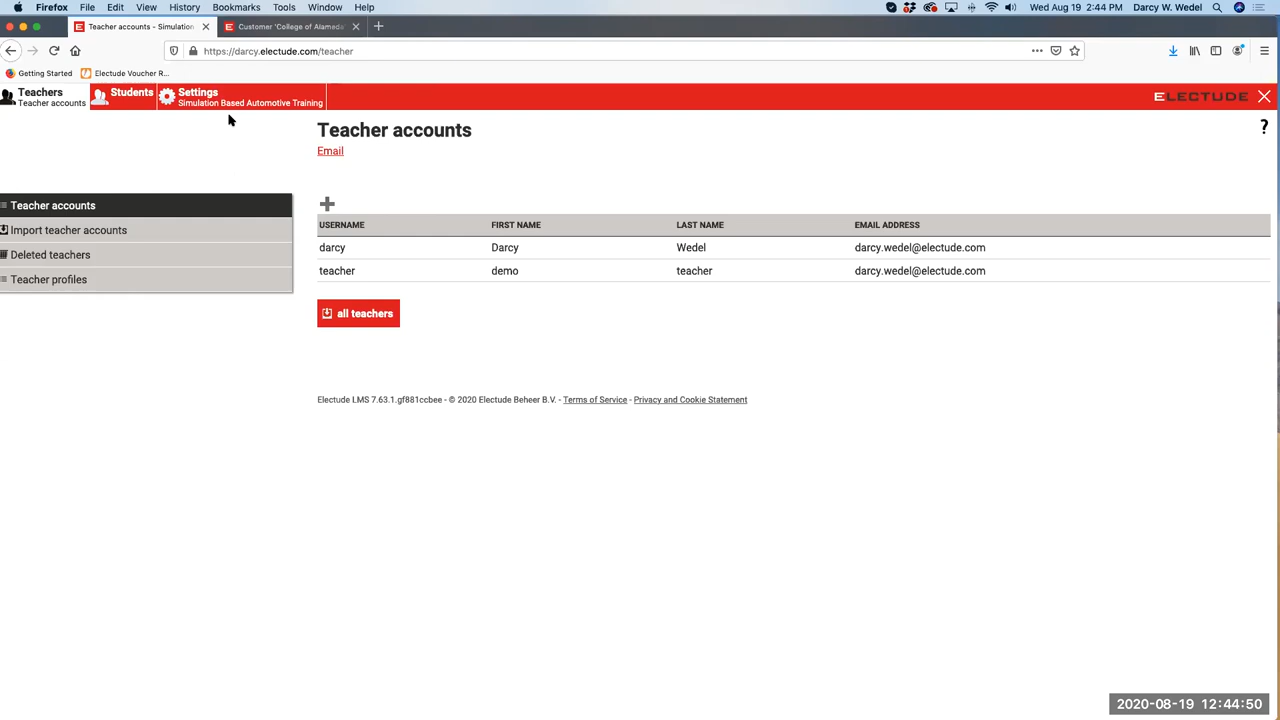 Firefox File Edit View History Bookmarks Tools Window Help Wed Aug 19 2:44 PM Darcy W. Wedel
Teacher accounts - Simulation
Customer 'College of Alameda'
https://darcy.electude.com/teacher
Getting Started Electude Voucher R...
Teachers
Teacher accounts
Students
Settings
Simulation Based Automotive Training
ELECTUDE
Teacher accounts
?
Email
Teacher accounts
Import teacher accounts
Deleted teachers
Teacher profiles
USERNAME FIRST NAME LAST NAME EMAIL ADDRESS
darcy Darcy Wedel darcy.wedel@electude.com
teacher demo teacher darcy.wedel@electude.com
all teachers
Electude LMS 7.63.1.gf881ccbee - © 2020 Electude Beheer B.V. - Terms of Service - Privacy and Cookie Statement
2020-08-19 12:44:50